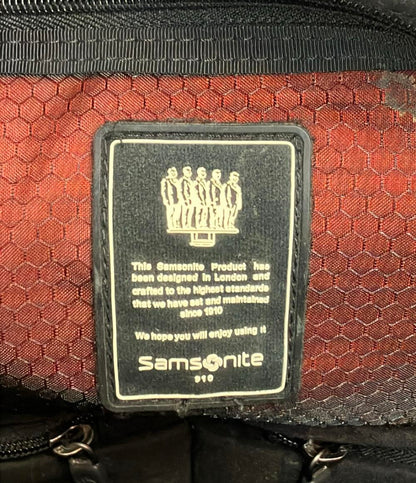 This Samsonite Product has
been designed in London and
crafted to the highest standards
that we have set and maintained
since 1910
We hope you will enjoy using it
Samsonite
910